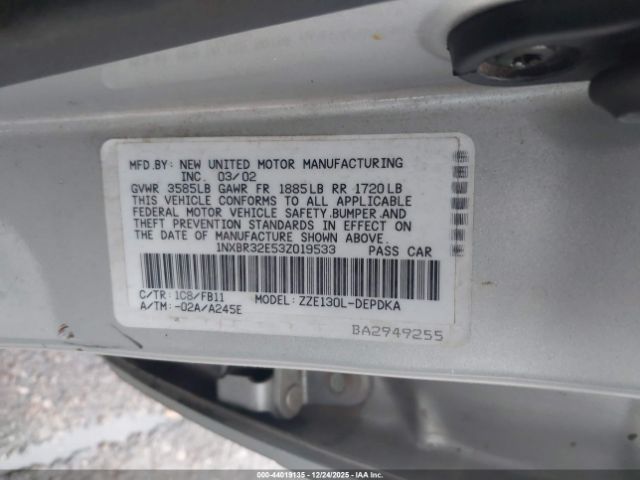 MFD.BY: NEW UNITED MOTOR MANUFACTURING
INC. 03/02
GVWR 3585LB GAWR FR 1885LB RR 1720LB
THIS VEHICLE CONFORMS TO ALL APPLICABLE
FEDERAL MOTOR VEHICLE SAFETY,BUMPER,AND
THEFT PREVENTION STANDARDS IN EFFECT ON
THE DATE OF MANUFACTURE SHOWN ABOVE.
1NXBR32E53Z019533 PASS CAR
C/TR: 1C8/FB11 MODEL: ZZE130L-DEPDKA
A/TM: -02A/A245E
BA2949255
000-44019135 - 12/24/2025 - IAAI.COM